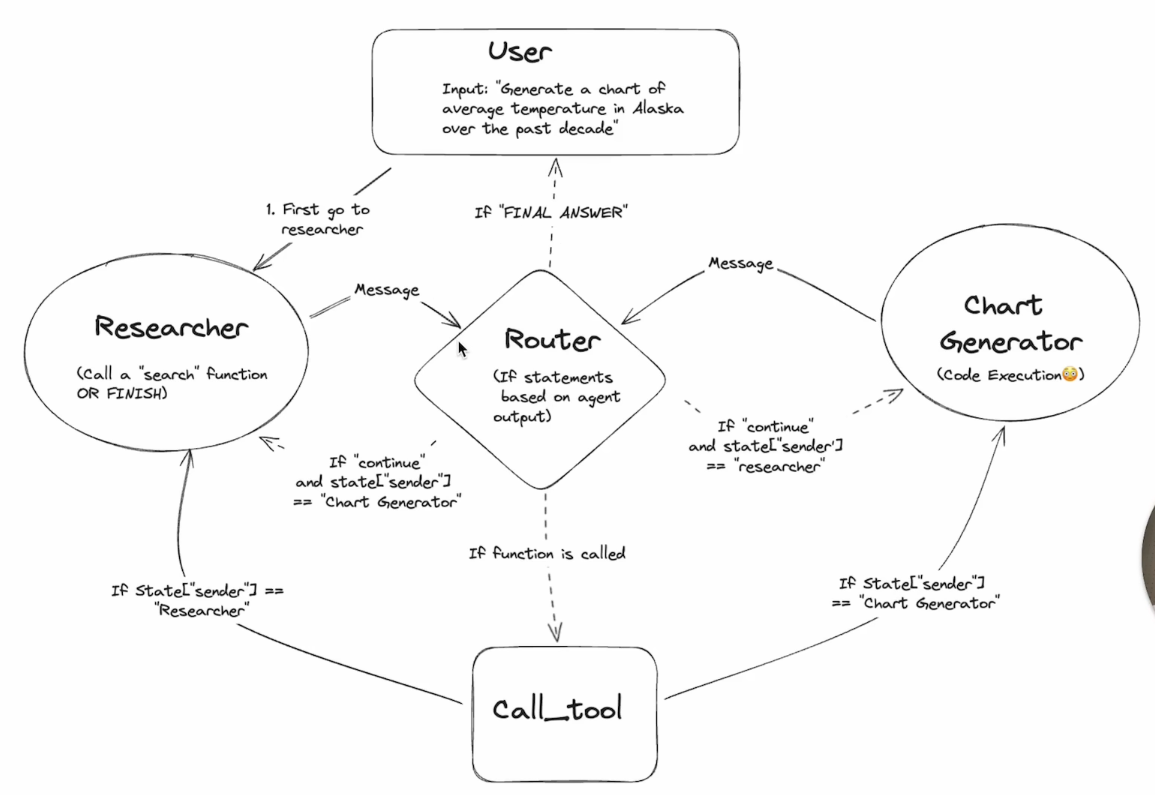 User
Input: "Generate a chart of
average temperature in Alaska
over the past decade"
1. First go to
researcher
If "FINAL ANSWER"
Message
Message
Researcher
(Call a "search" function
OR FINISH)
Router
(If statements
based on agent
output)
Chart
Generator
(Code Execution😳)
If "continue"
and state["sender"]
== "Chart Generator"
If "continue"
and state["sender']
== "researcher"
If function is called
If State["sender"] ==
"Researcher"
If State["sender"]
== "Chart Generator"
Call_tool